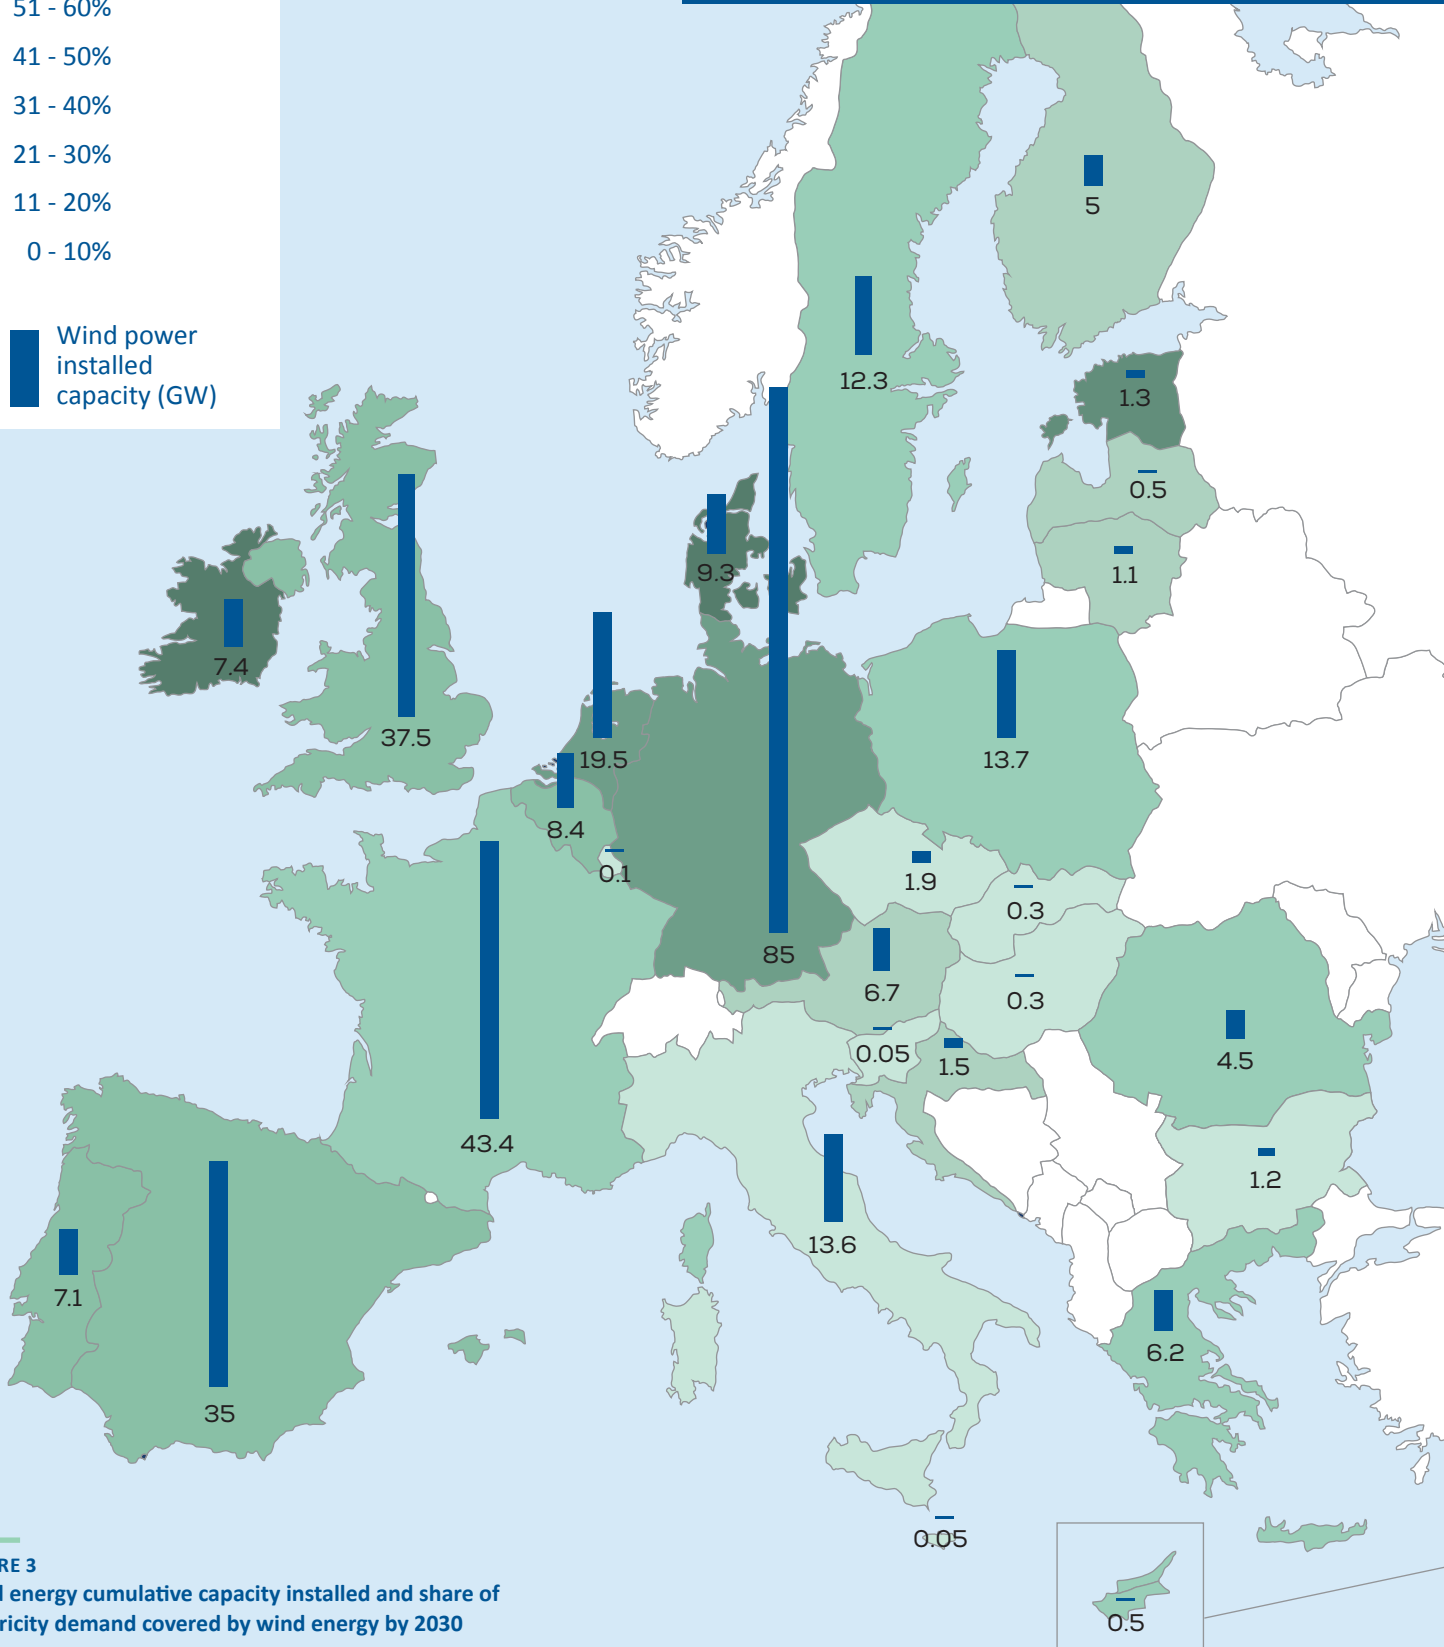 51 - 60%
41 - 50%
31 - 40%
21 - 30%
11 - 20%
0 - 10%
Wind power
installed
capacity (GW)
5
12.3
1.3
0.5
1.1
9.3
7.4
37.5
19.5
13.7
8.4
0.1
1.9
0.3
85
6.7
0.3
0.05
1.5
4.5
43.4
1.2
13.6
7.1
6.2
35
0.05
0.5
RE 3
energy cumulative capacity installed and share of
ricity demand covered by wind energy by 2030